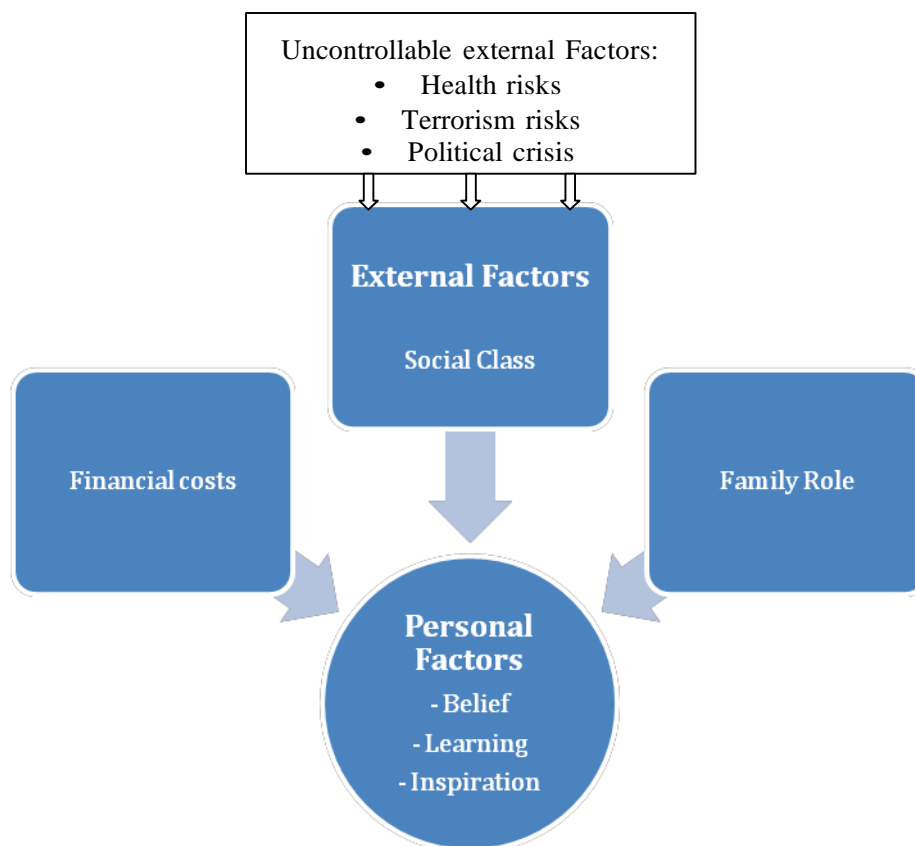 Uncontrollable external Factors:
• Health risks
• Terrorism risks
• Political crisis
External Factors
Social Class
Financial costs
Family Role
Personal
Factors
- Belief
- Learning
- Inspiration